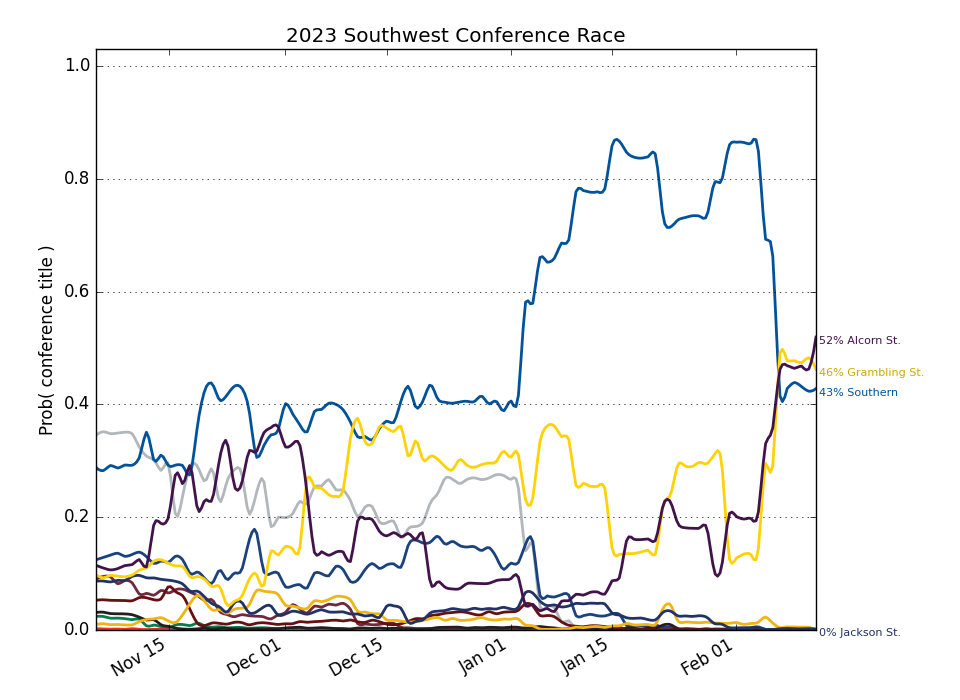 2023 Southwest Conference Race
Prob( conference title )
1.0
0.8
0.6
0.4
0.2
0.0
52% Alcorn St.
46% Grambling St.
43% Southern
0% Jackson St.
Nov 15
Dec 01
Dec 15
Jan 01
Jan 15
Feb 01